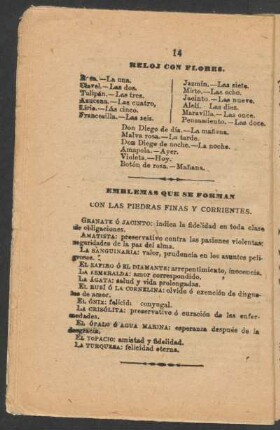 14
RELOJ CON FLORES.
Rosa.—La una.
Clavel.—Las dos.
Tulipán.—Las tres.
Azucena.—Las cuatro,
Lirio.—Las cinco.
Francesilla.—Las seis.
Jazmín.—Las siete.
Mirto.—Las ocho.
Jacinto.—Las nueve.
Alelí.—Las diez.
Maravilla.—Las once.
Pensamiento.—Las doce.
Don Diego de día.—La mañana.
Malva rosa.—La tarde.
Don Diego de noche.—La noche.
Amapola.—Ayer.
Violeta.—Hoy.
Botón de rosa.—Mañana.
EMBLEMAS QUE SE FORMAN
CON LAS PIEDRAS FINAS Y CORRIENTES.
GRANATE Ó JACINTO: indica la fidelidad en toda clase
de obligaciones.
AMATISTA: preservativo contra las pasiones violentas;
seguridades de la paz del alma.
LA SANGUINARIA: valor, prudencia en los asuntos peli-
grosos.
EL ZAFIRO Ó EL DIAMANTE: arrepentimiento, inocencia.
LA ESMERALDA: amor correspondido.
LA ÁGATA: salud y vida prolongados.
EL RUBÍ Ó LA CORNELINA: olvido ó exención de disgus-
tos de amor.
EL ÓNIX: felicidad conyugal.
LA CRISÓLITA: preservativo ó curación de las enfer-
medades.
EL ÓPALO Ó AGUA MARINA: esperanza después de la
desgracia.
EL TOPACIO: amistad y fidelidad.
LA TURQUESA: felicidad eterna.